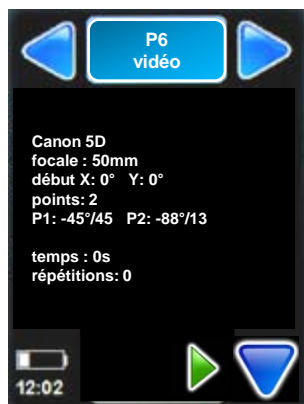 P6
vidéo
Canon 5D
focale : 50mm
début X: 0° Y: 0°
points: 2
P1: -45°/45 P2: -88°/13
temps : 0s
répétitions: 0
12:02